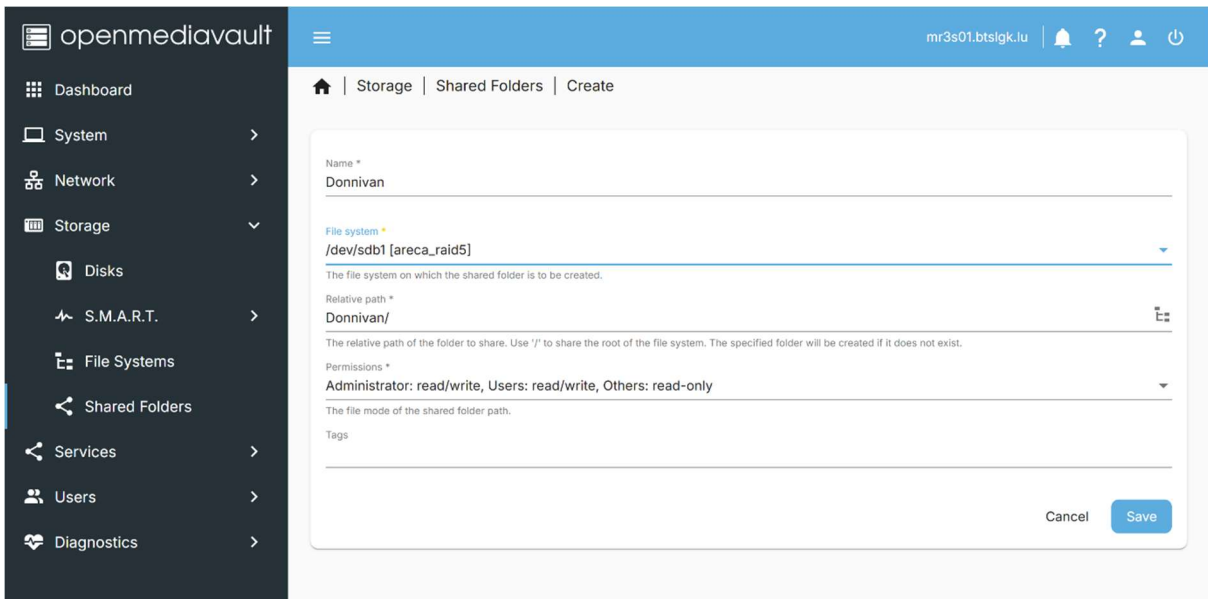 openmediavault
mr3s01.btslgk.lu
Dashboard
System
Network
Storage
Disks
S.M.A.R.T.
File Systems
Shared Folders
Services
Users
Diagnostics
Storage | Shared Folders | Create
Name *
Donnivan
File system *
/dev/sdb1 [areca_raid5]
The file system on which the shared folder is to be created.
Relative path *
Donnivan/
The relative path of the folder to share. Use '/' to share the root of the file system. The specified folder will be created if it does not exist.
Permissions *
Administrator: read/write, Users: read/write, Others: read-only
The file mode of the shared folder path.
Tags
Cancel
Save